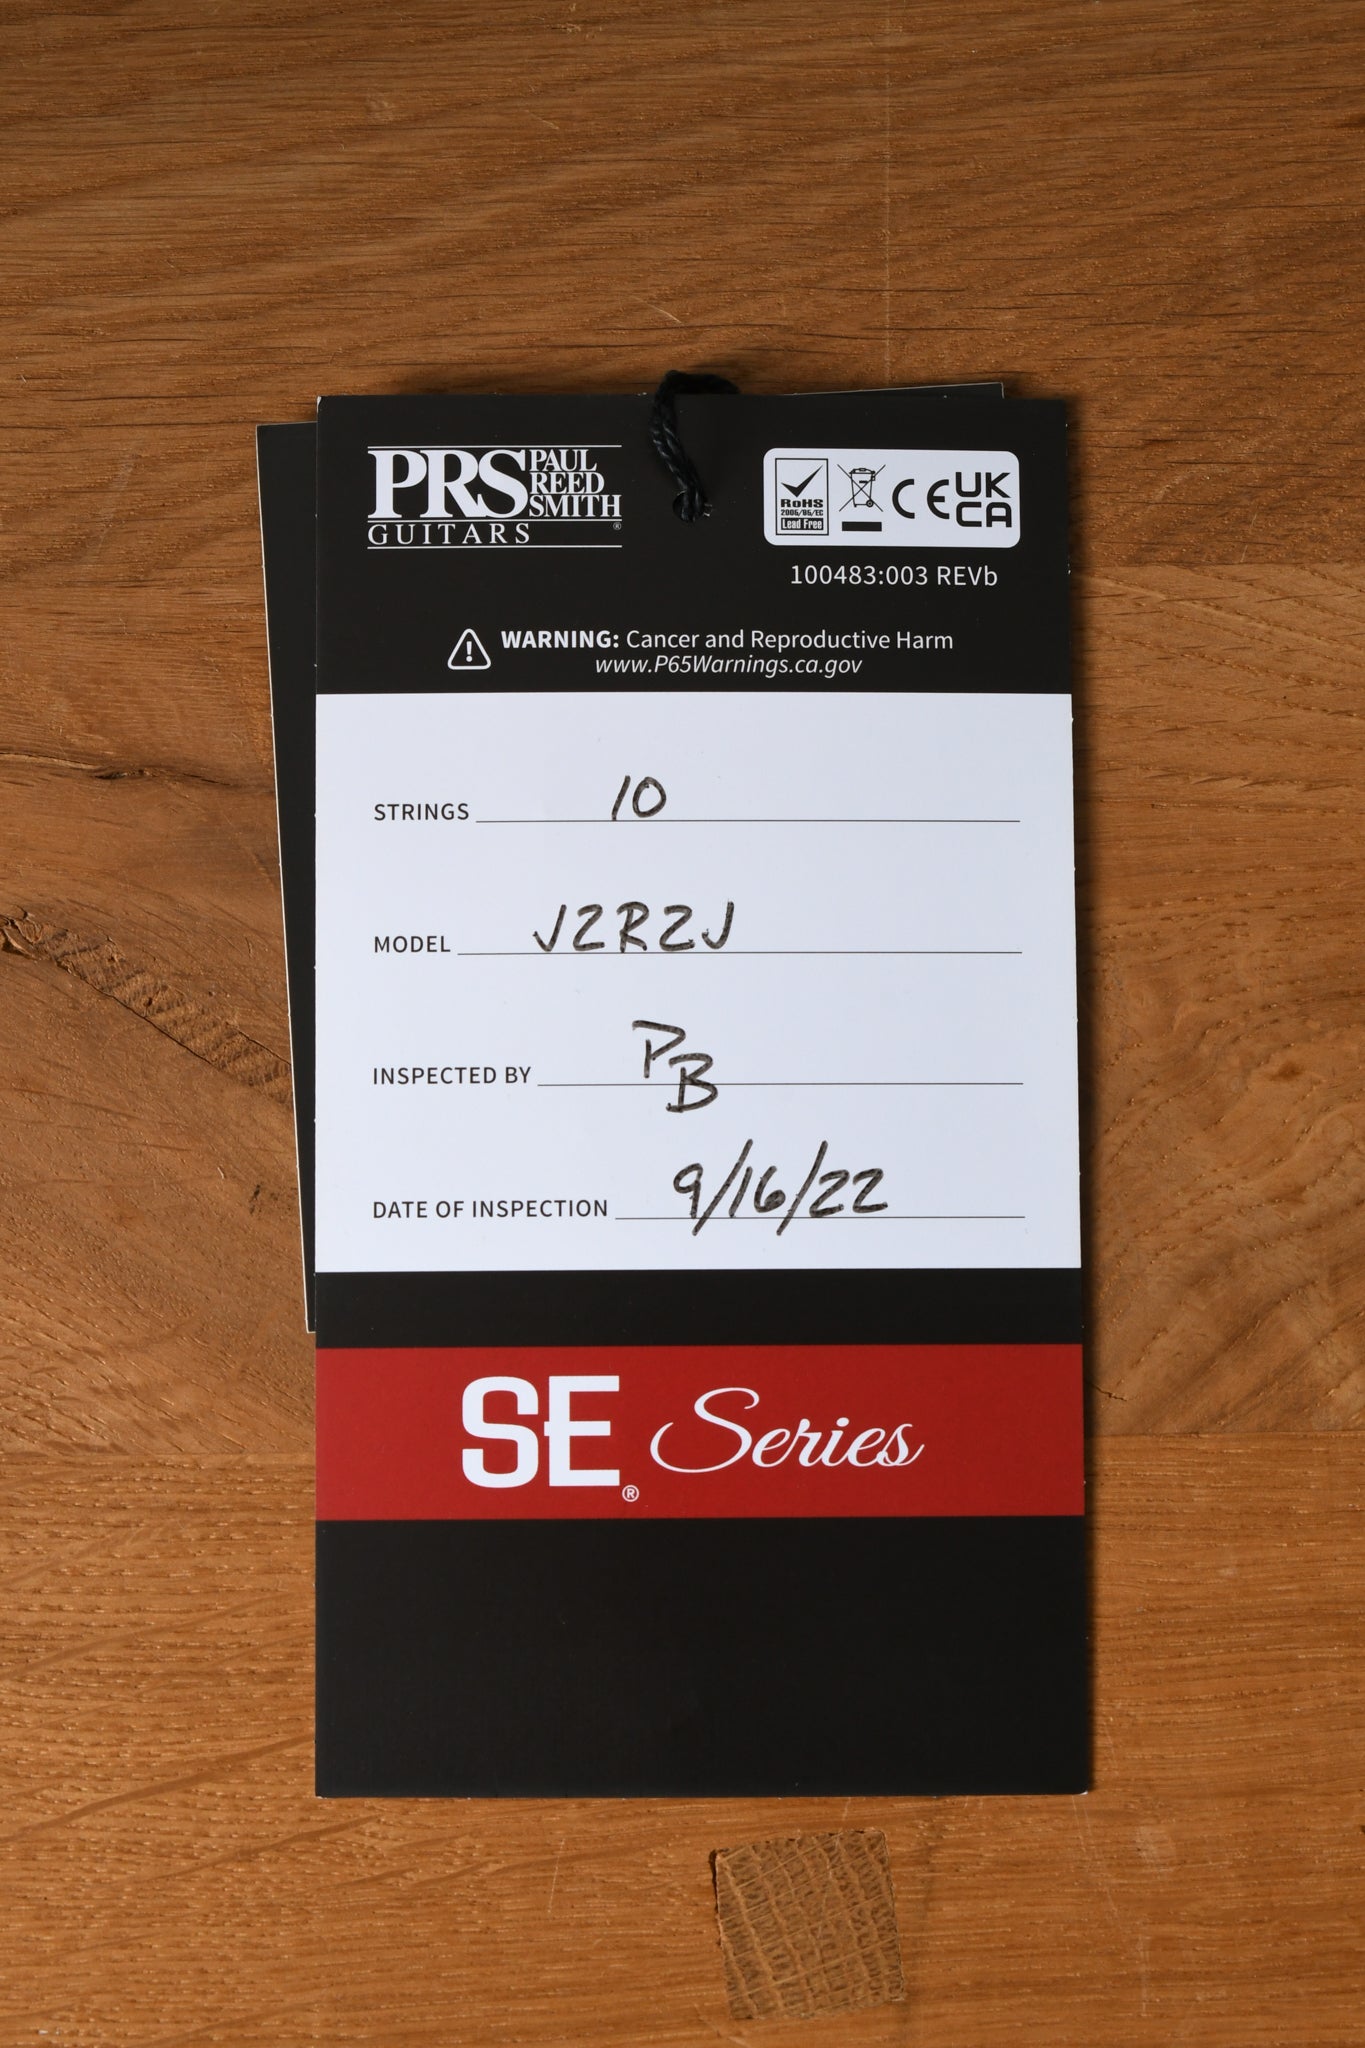 PRS PAUL REED SMITH
GUITARS ®
RoHS
2005/95/EC
Lead Free
CE
UK
CA
100483:003 REVb
WARNING: Cancer and Reproductive Harm
www.P65Warnings.ca.gov
STRINGS 10
MODEL J2R2J
INSPECTED BY PB
DATE OF INSPECTION 9/16/22
SE® Series